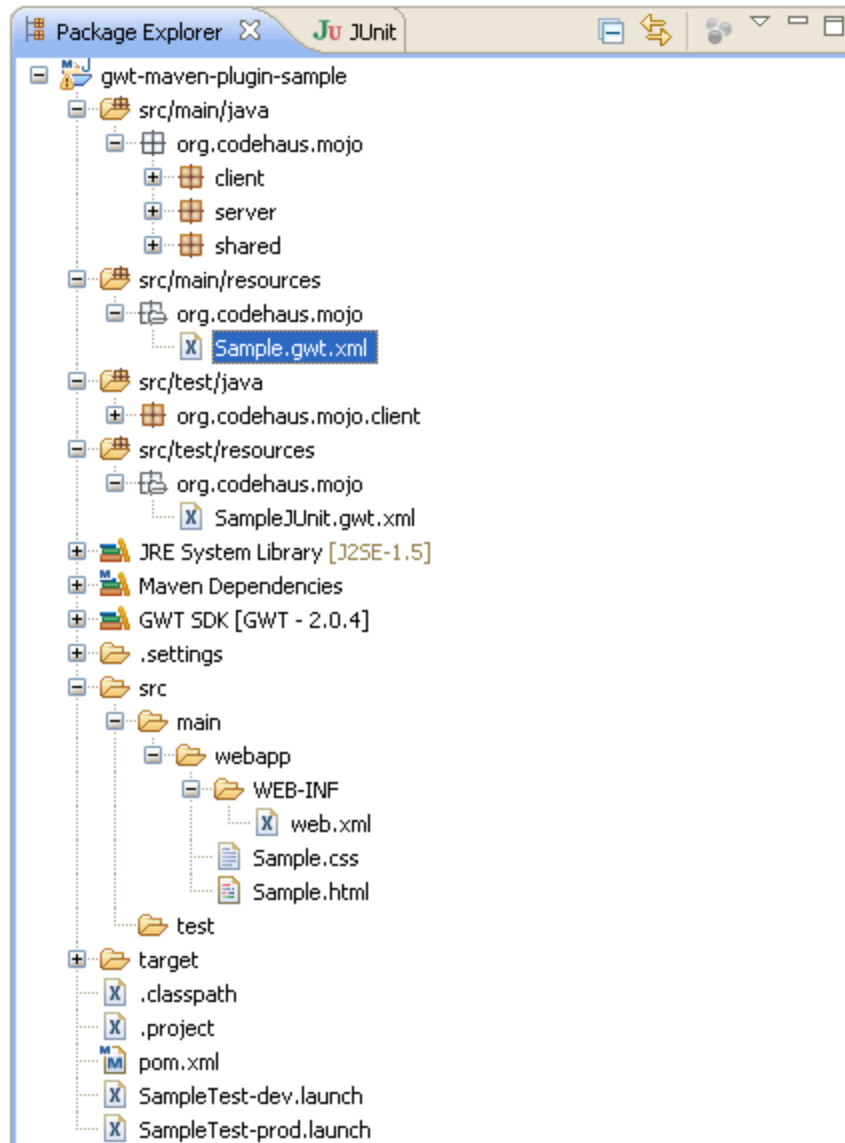 Package Explorer JUnit
gwt-maven-plugin-sample
src/main/java
org.codehaus.mojo
client
server
shared
src/main/resources
org.codehaus.mojo
Sample.gwt.xml
src/test/java
org.codehaus.mojo.client
src/test/resources
org.codehaus.mojo
SampleJUnit.gwt.xml
JRE System Library [J2SE-1.5]
Maven Dependencies
GWT SDK [GWT - 2.0.4]
.settings
src
main
webapp
WEB-INF
web.xml
Sample.css
Sample.html
test
target
.classpath
.project
pom.xml
SampleTest-dev.launch
SampleTest-prod.launch